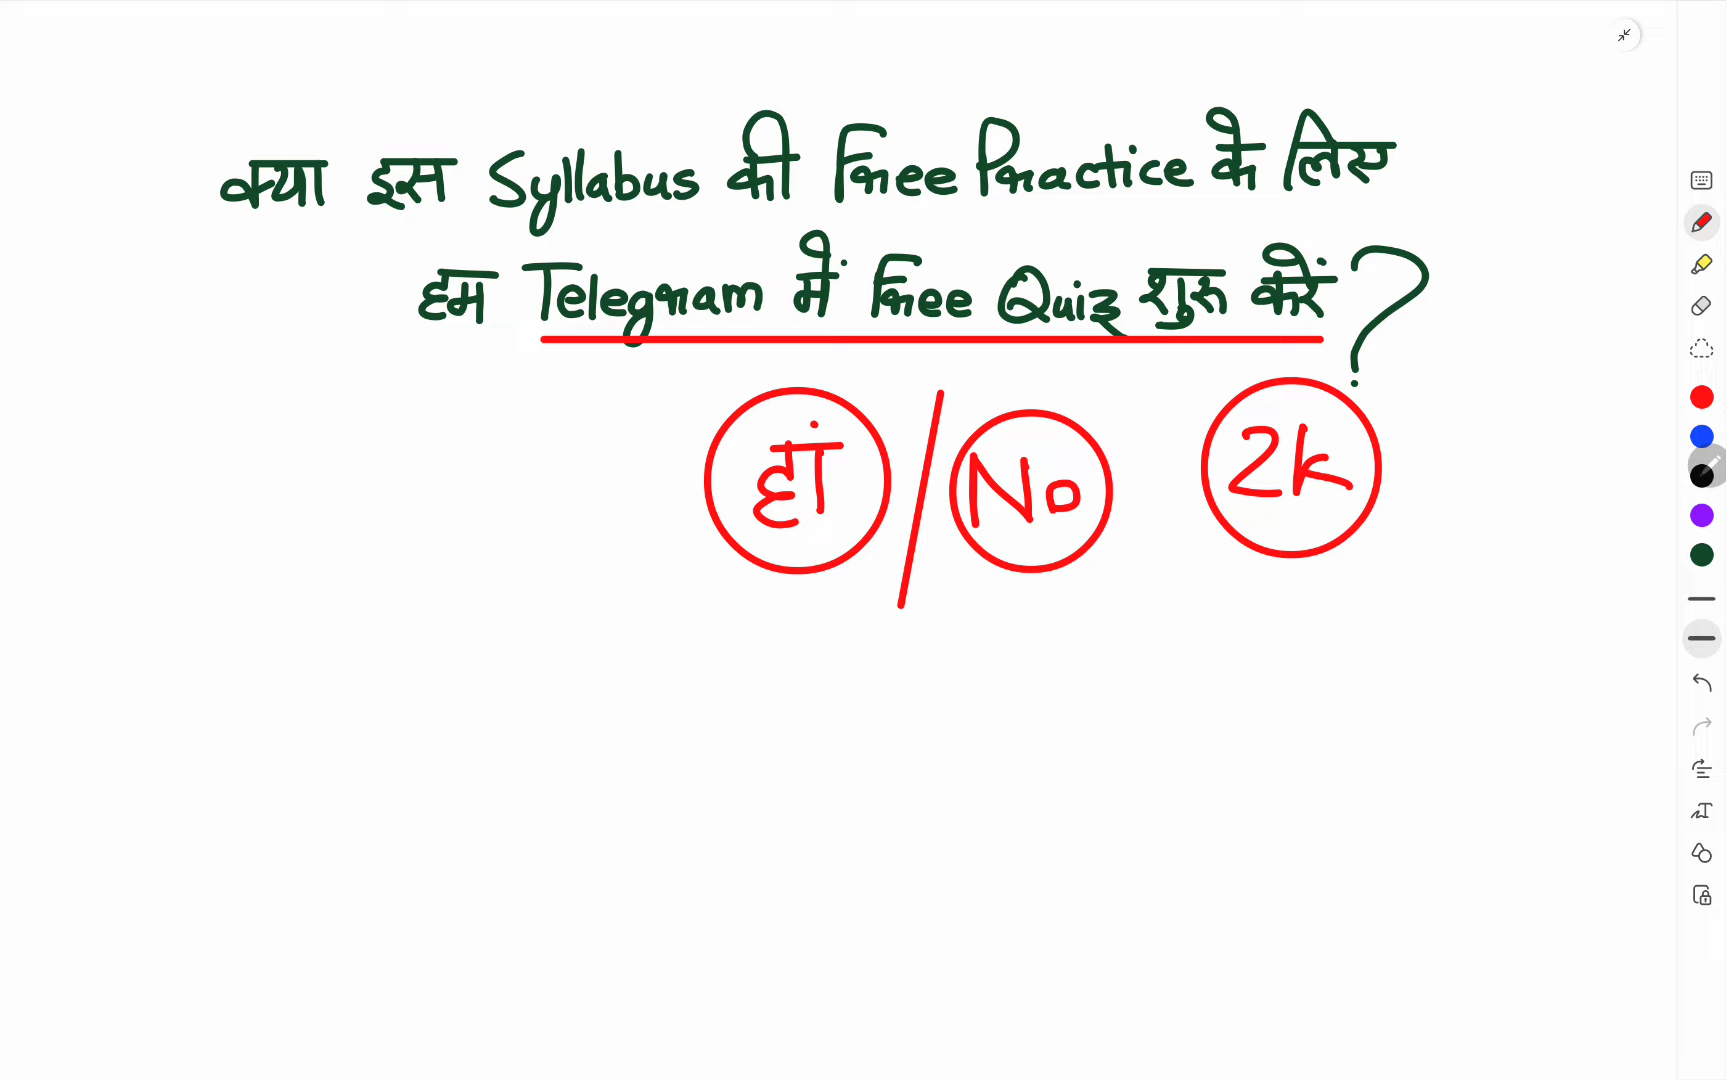 क्या इस Syllabus की Free Practice के लिए
हम Telegram में Free Quiz शुरू करें ?
हां / No 2k